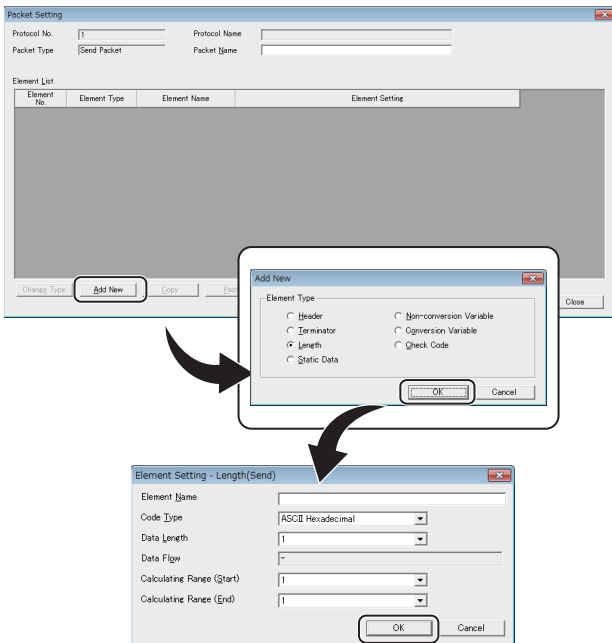 Packet Setting
Protocol No. 1 Protocol Name
Packet Type Send Packet Packet Name
Element List
Element No. Element Type Element Name Element Setting
Change Type Add New Copy Close
Add New
Element Type
Header Non-conversion Variable
Terminator Conversion Variable
Length Check Code
Static Data
OK Cancel
Element Setting - Length(Send)
Element Name
Code Type ASCII Hexadecimal
Data Length 1
Data Flow -
Calculating Range (Start) 1
Calculating Range (End) 1
OK Cancel